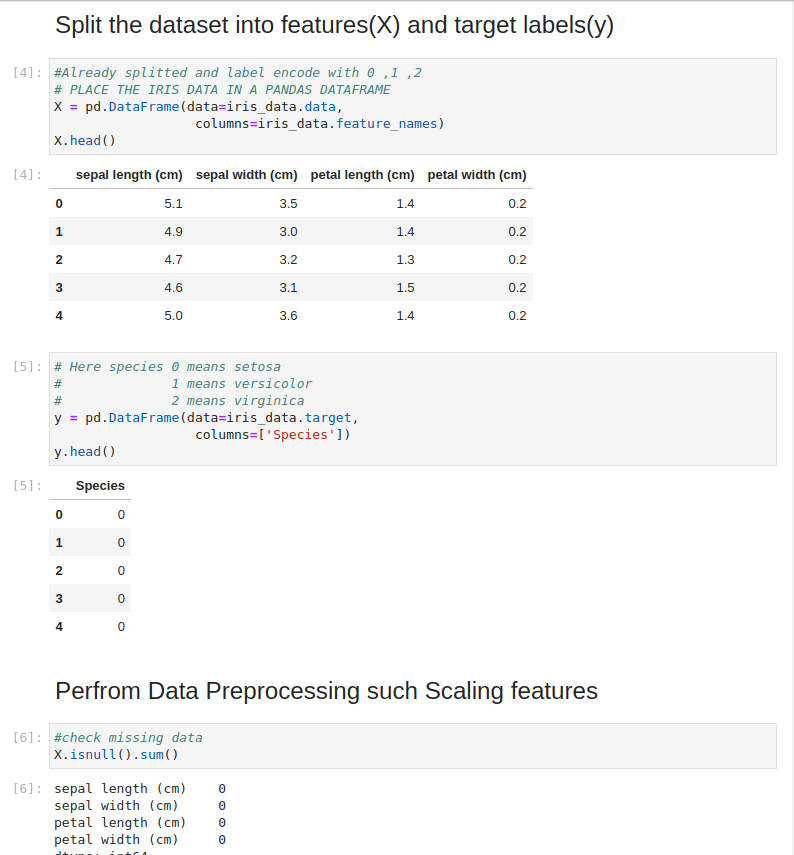 Split the dataset into features(X) and target labels(y)
[4]: #Already splitted and label encode with 0 ,1 ,2
# PLACE THE IRIS DATA IN A PANDAS DATAFRAME
X = pd.DataFrame(data=iris_data.data,
columns=iris_data.feature_names)
X.head()
[4]: sepal length (cm) sepal width (cm) petal length (cm) petal width (cm)
0 5.1 3.5 1.4 0.2
1 4.9 3.0 1.4 0.2
2 4.7 3.2 1.3 0.2
3 4.6 3.1 1.5 0.2
4 5.0 3.6 1.4 0.2
[5]: # Here species 0 means setosa
# 1 means versicolor
# 2 means virginica
y = pd.DataFrame(data=iris_data.target,
columns=['Species'])
y.head()
[5]: Species
0 0
1 0
2 0
3 0
4 0
Perfrom Data Preprocessing such Scaling features
[6]: #check missing data
X.isnull().sum()
[6]: sepal length (cm) 0
sepal width (cm) 0
petal length (cm) 0
petal width (cm) 0
dtype: int64